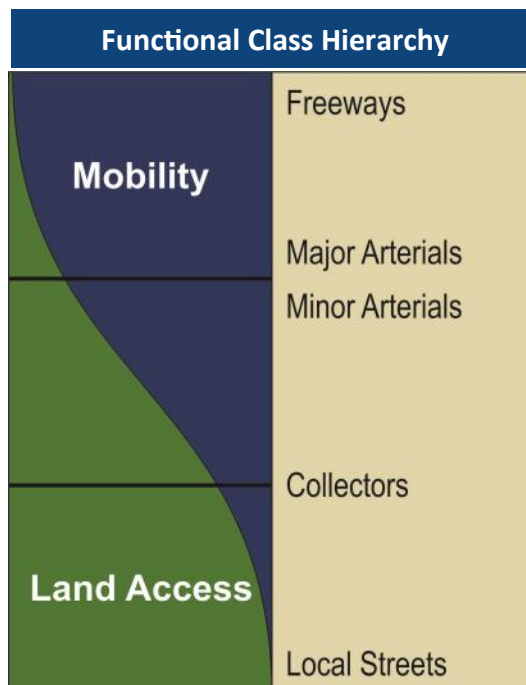 Functional Class Hierarchy
Mobility
Freeways
Major Arterials
Minor Arterials
Collectors
Land Access
Local Streets